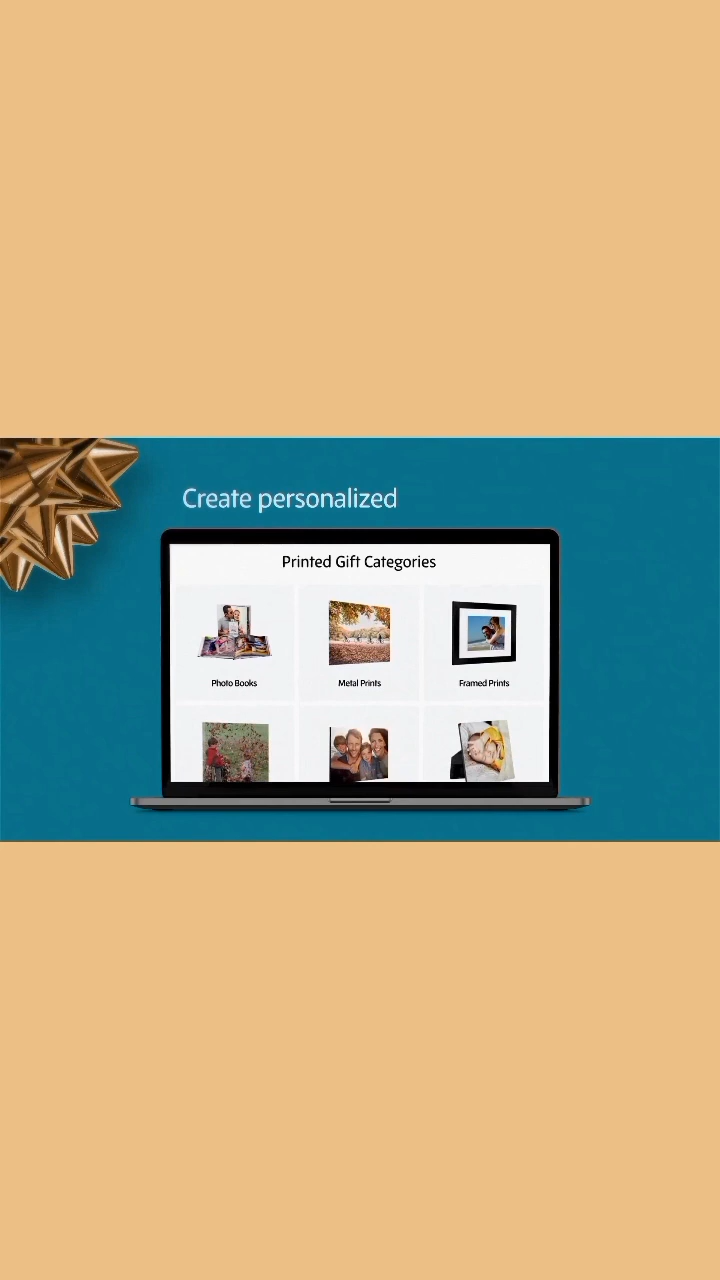 Create personalized
Printed Gift Categories
Photo Books
Metal Prints
Framed Prints